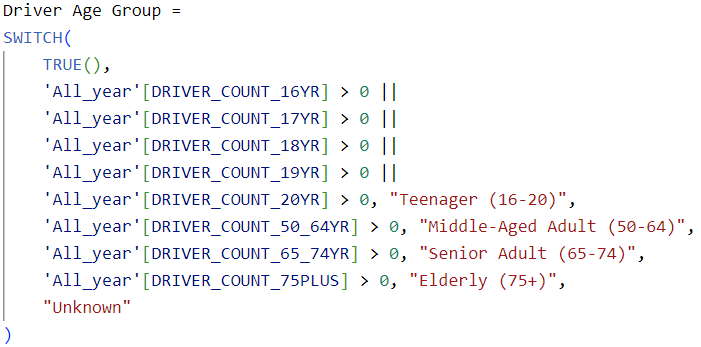 Driver Age Group =
SWITCH(
TRUE(),
'All_year'[DRIVER_COUNT_16YR] > 0 ||
'All_year'[DRIVER_COUNT_17YR] > 0 ||
'All_year'[DRIVER_COUNT_18YR] > 0 ||
'All_year'[DRIVER_COUNT_19YR] > 0 ||
'All_year'[DRIVER_COUNT_20YR] > 0, "Teenager (16-20)",
'All_year'[DRIVER_COUNT_50_64YR] > 0, "Middle-Aged Adult (50-64)",
'All_year'[DRIVER_COUNT_65_74YR] > 0, "Senior Adult (65-74)",
'All_year'[DRIVER_COUNT_75PLUS] > 0, "Elderly (75+)",
"Unknown"
)